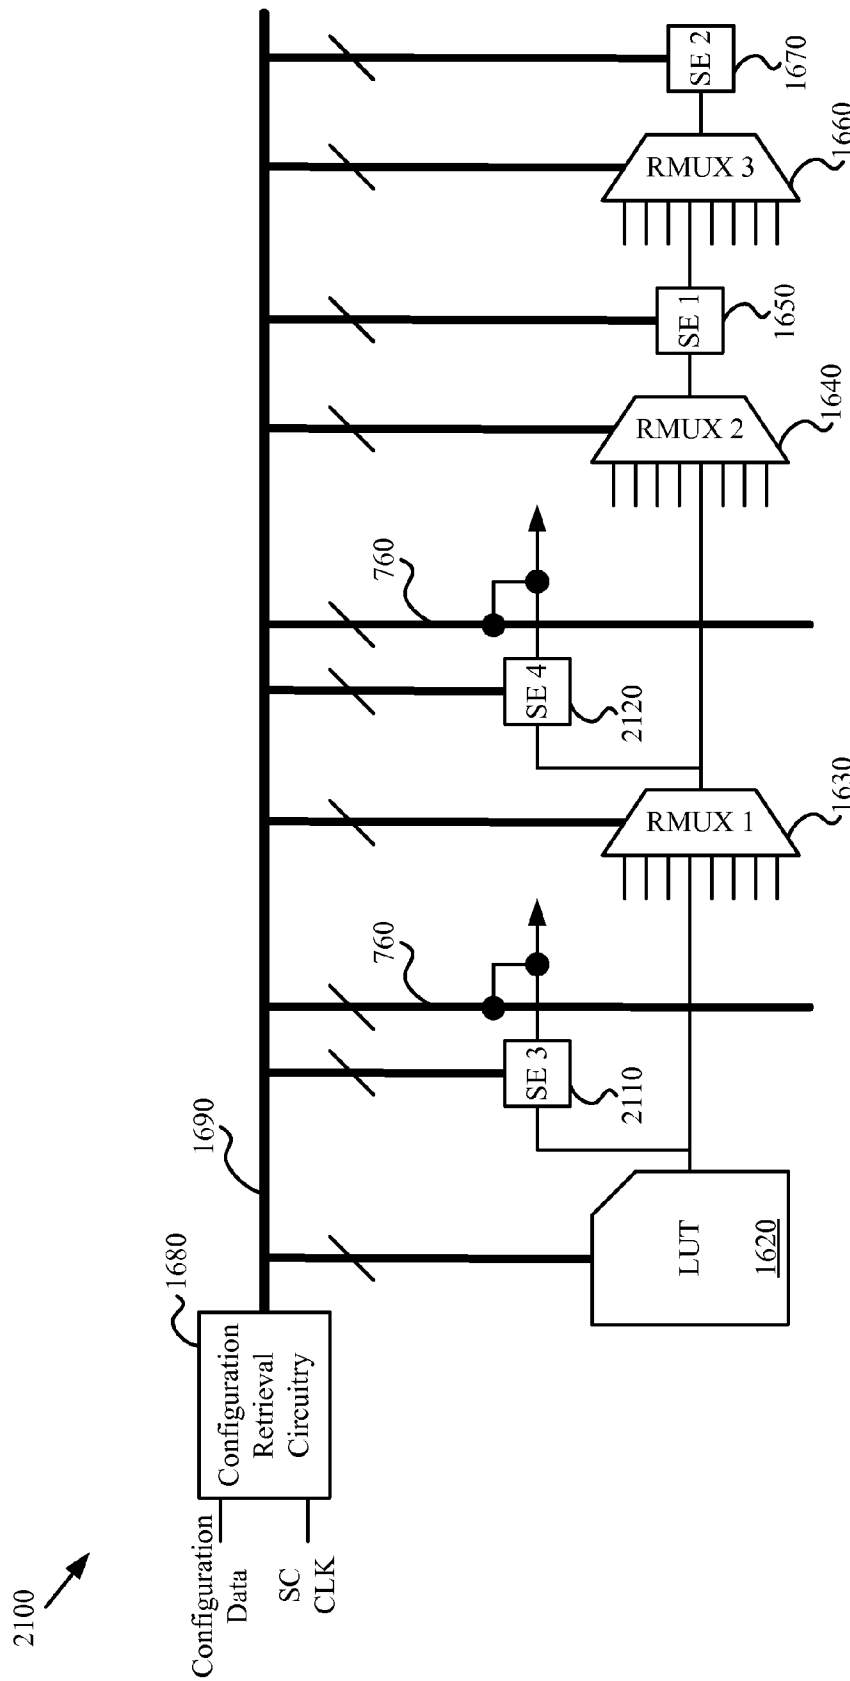 2100
Configuration
Data
SC
CLK
Configuration
Retrieval
Circuitry
1680
1690
LUT
1620
SE 3
2110
760
RMUX 1
1630
SE 4
2120
760
RMUX 2
1640
SE 1
1650
RMUX 3
1660
SE 2
1670